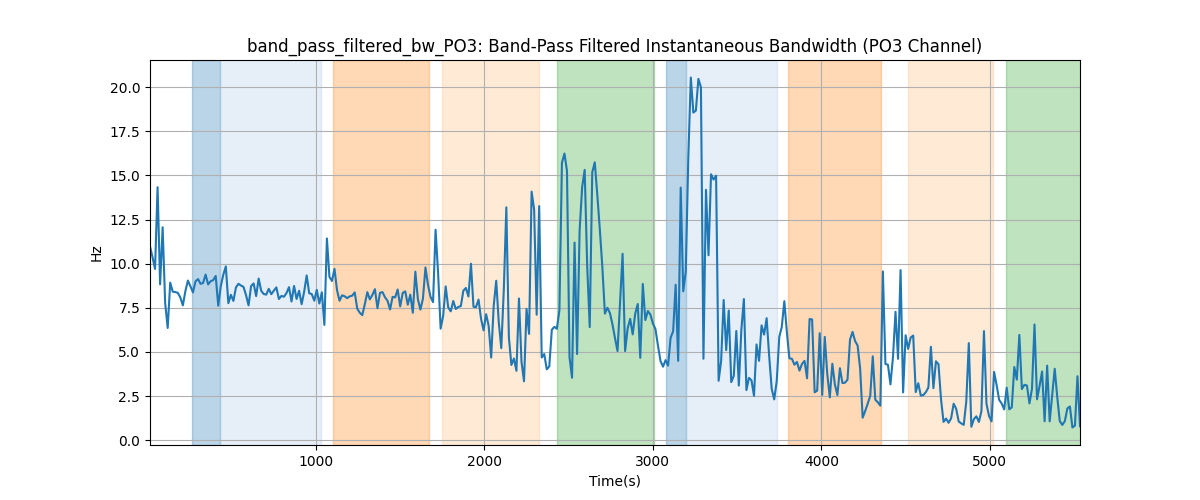 band_pass_filtered_bw_PO3: Band-Pass Filtered Instantaneous Bandwidth (PO3 Channel)
20.0
17.5
15.0
12.5
10.0
7.5
5.0
2.5
0.0
Hz
1000 2000 3000 4000 5000
Time(s)